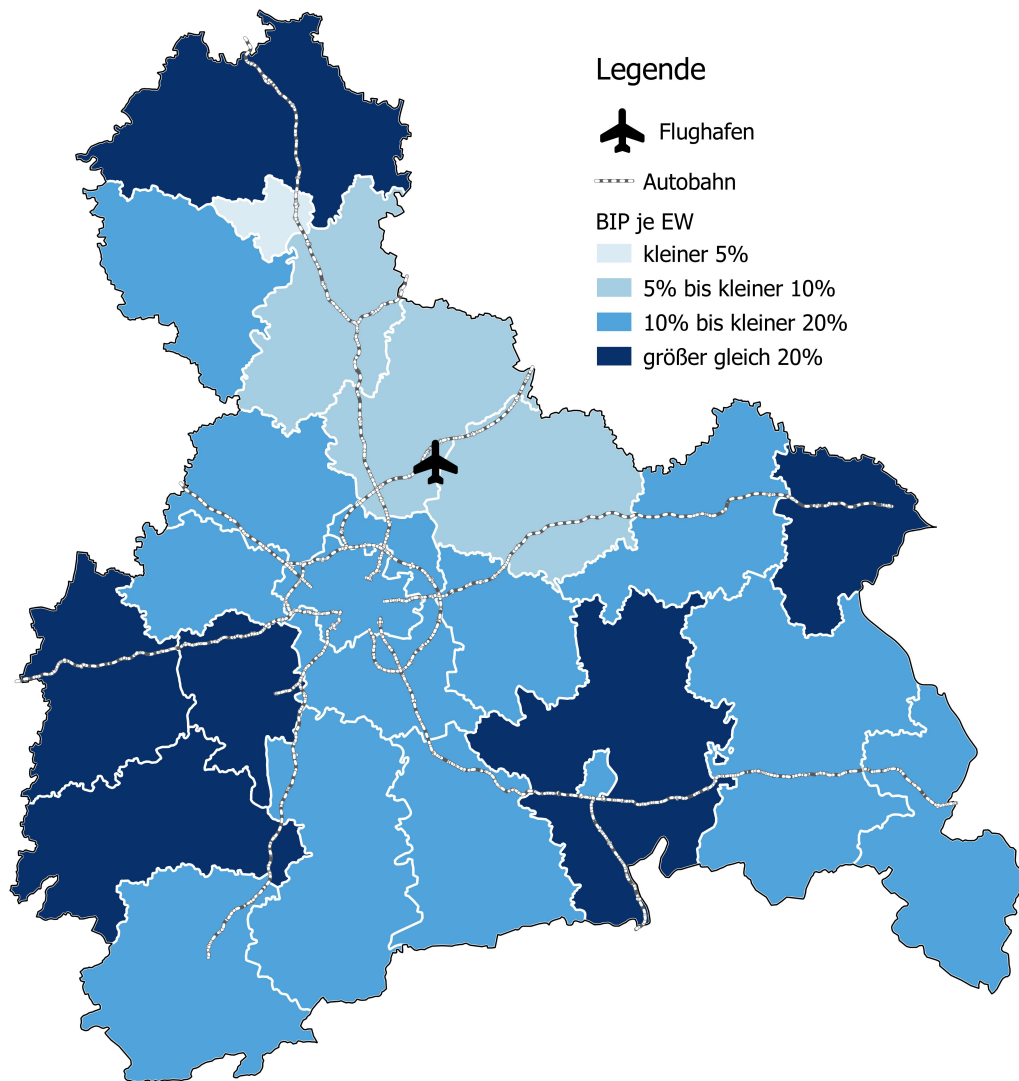 Legende
Flughafen
Autobahn
BIP je EW
kleiner 5%
5% bis kleiner 10%
10% bis kleiner 20%
größer gleich 20%